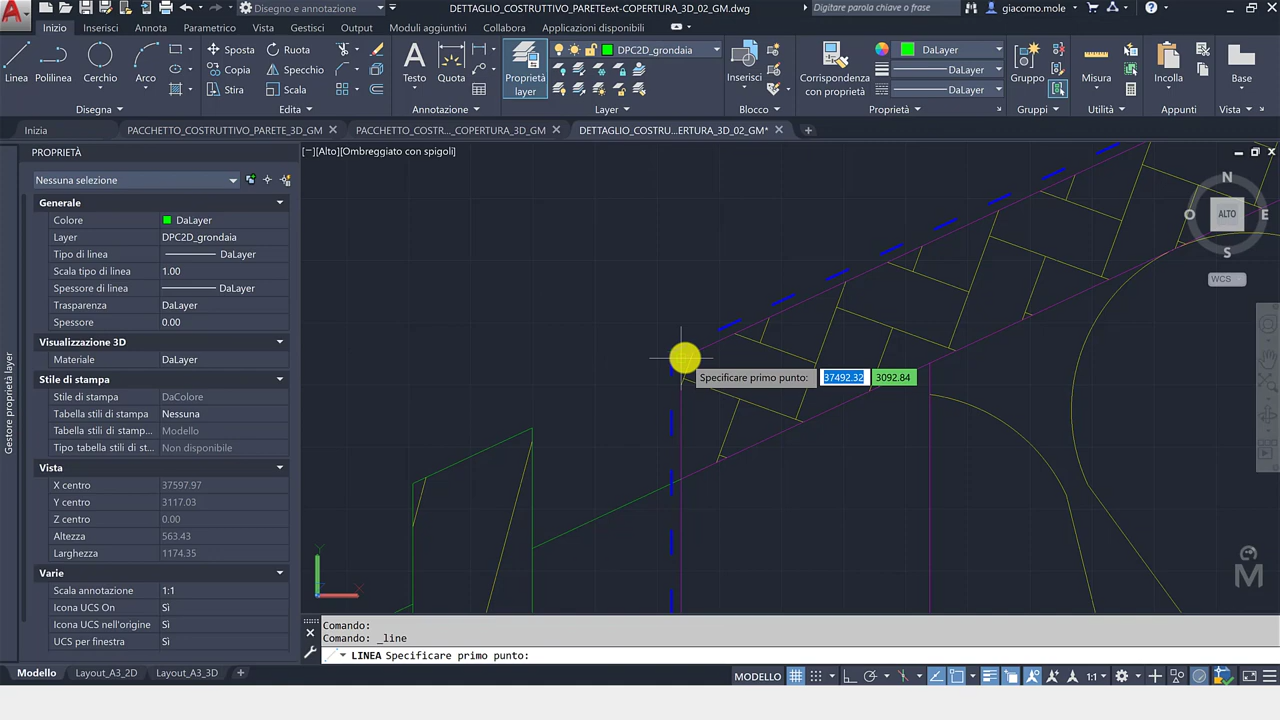 A Disegno e annotazione DETTAGLIO_COSTRUTTIVO_PARETEext-COPERTURA_3D_02_GM.dwg Digitare parola chiave o frase giacomo.mole
Inizio Inserisci Annota Parametrico Vista Gestisci Output Moduli aggiuntivi Collabora Applicazioni disponibili
Linea Polilinea Cerchio Arco
Sposta Ruota
Copia Specchio
Stira Scala
Testo Quota
Proprietà layer
DPC2D_grondaia
Inserisci
Corrispondenza con proprietà
DaLayer
DaLayer
DaLayer
Gruppo
Misura
Incolla
Base
Disegna Edita Annotazione Layer Blocco Proprietà Gruppi Utilità Appunti Vista
Inizia PACCHETTO_COSTRUTTIVO_PARETE_3D_GM PACCHETTO_COSTR..._COPERTURA_3D_GM DETTAGLIO_COSTRU...ERTURA_3D_02_GM*
PROPRIETÀ
[−][Alto][Ombreggiato con spigoli]
Nessuna selezione
Generale
Colore DaLayer
Layer DPC2D_grondaia
Tipo di linea DaLayer
Scala tipo di linea 1.00
Spessore di linea DaLayer
Trasparenza DaLayer
Spessore 0.00
Visualizzazione 3D
Materiale DaLayer
Stile di stampa
Stile di stampa DaColore
Tabella stili di stampa Nessuna
Tabella stili di stam... Modello
Tipo tabella stili di st... Non disponibile
Vista
X centro 37597.97
Y centro 3117.03
Z centro 0.00
Altezza 563.43
Larghezza 1174.35
Varie
Scala annotazione 1:1
Icona UCS On Sì
Icona UCS nell'origine Sì
UCS per finestra Sì
Gestore proprietà layer
N
O ALTO E
S
WCS
Specificare primo punto: 37492.32 3092.84
Y
X
M
Comando:
Comando: _line
LINEA Specificare primo punto:
Modello Layout_A3_2D Layout_A3_3D
MODELLO 1:1